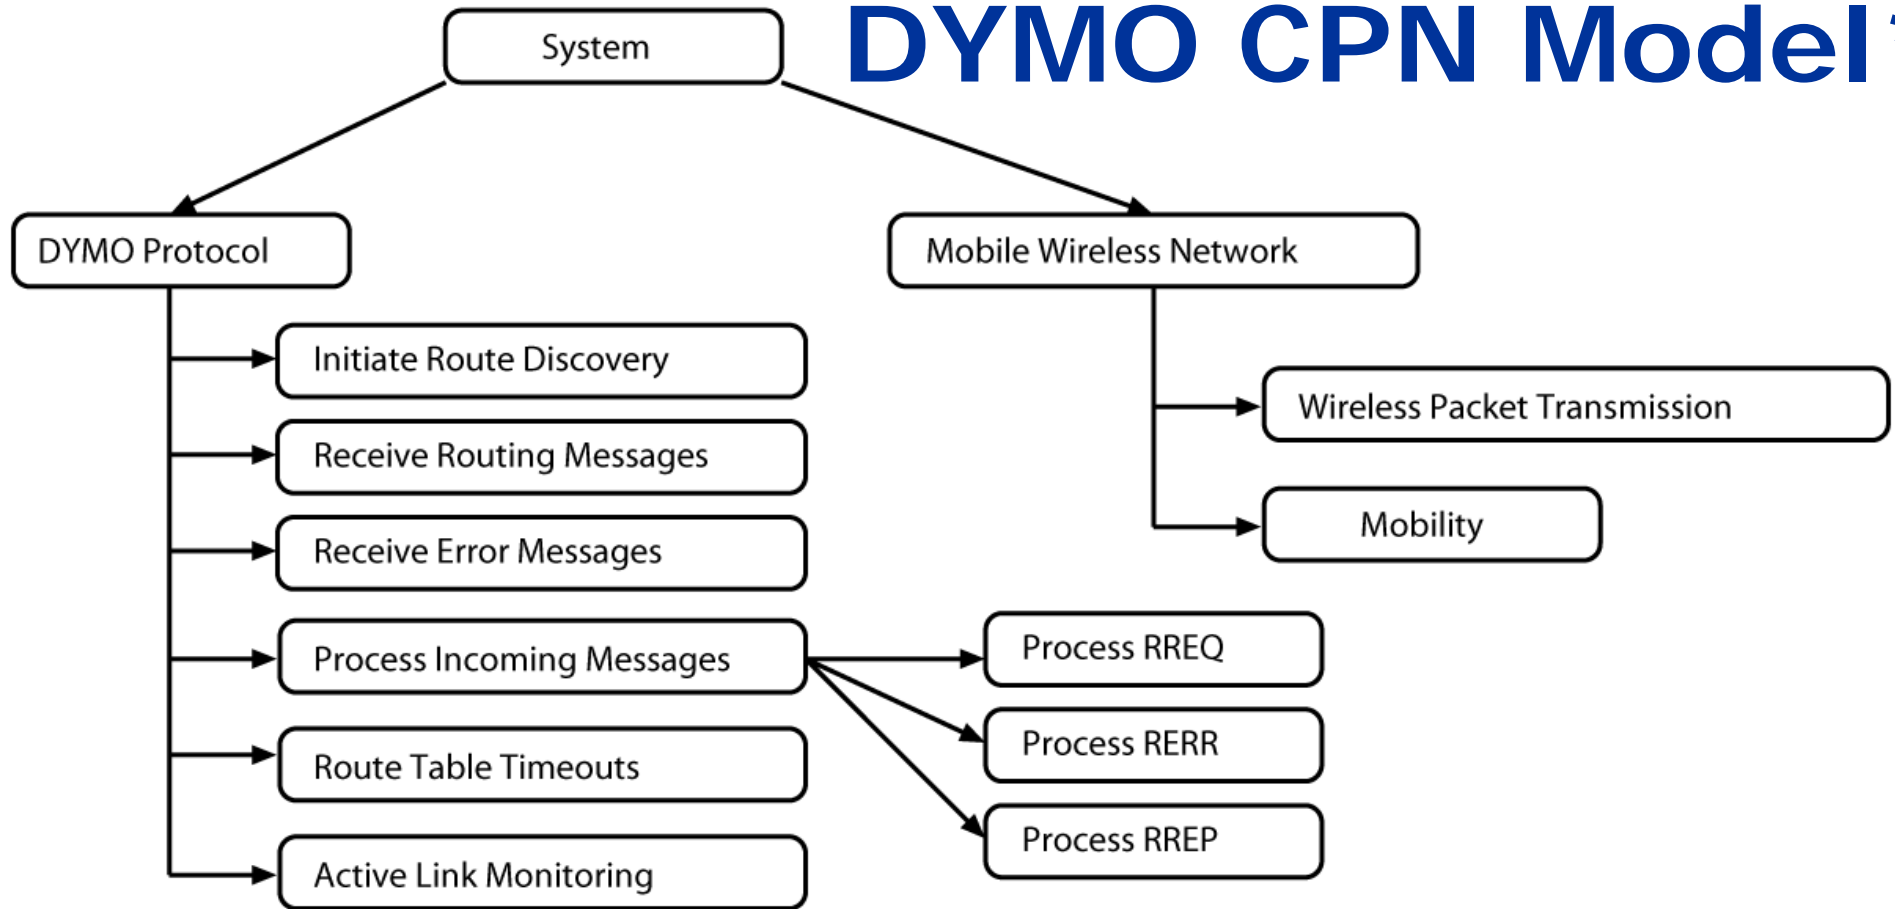 DYMO CPN Model
System
DYMO Protocol
Mobile Wireless Network
Initiate Route Discovery
Receive Routing Messages
Receive Error Messages
Process Incoming Messages
Route Table Timeouts
Active Link Monitoring
Process RREQ
Process RERR
Process RREP
Wireless Packet Transmission
Mobility